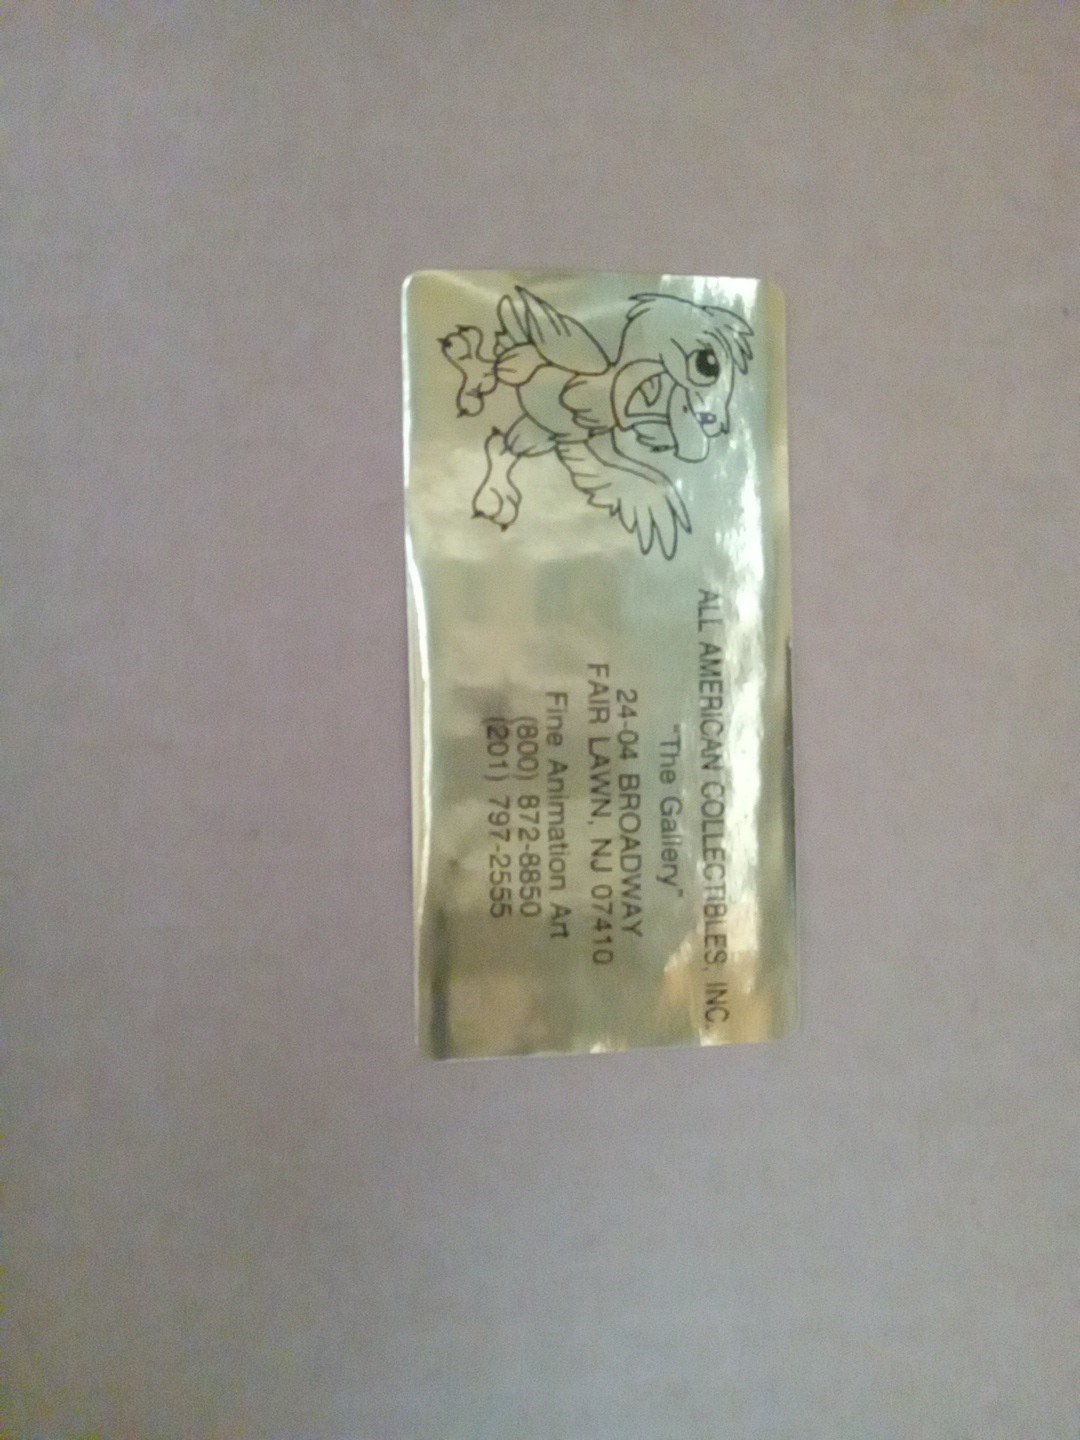 ALL AMERICAN COLLECTIBLES, INC.
"The Gallery"
24-04 BROADWAY
FAIR LAWN, NJ 07410
Fine Animation Art
(800) 872-8850
(201) 797-2555